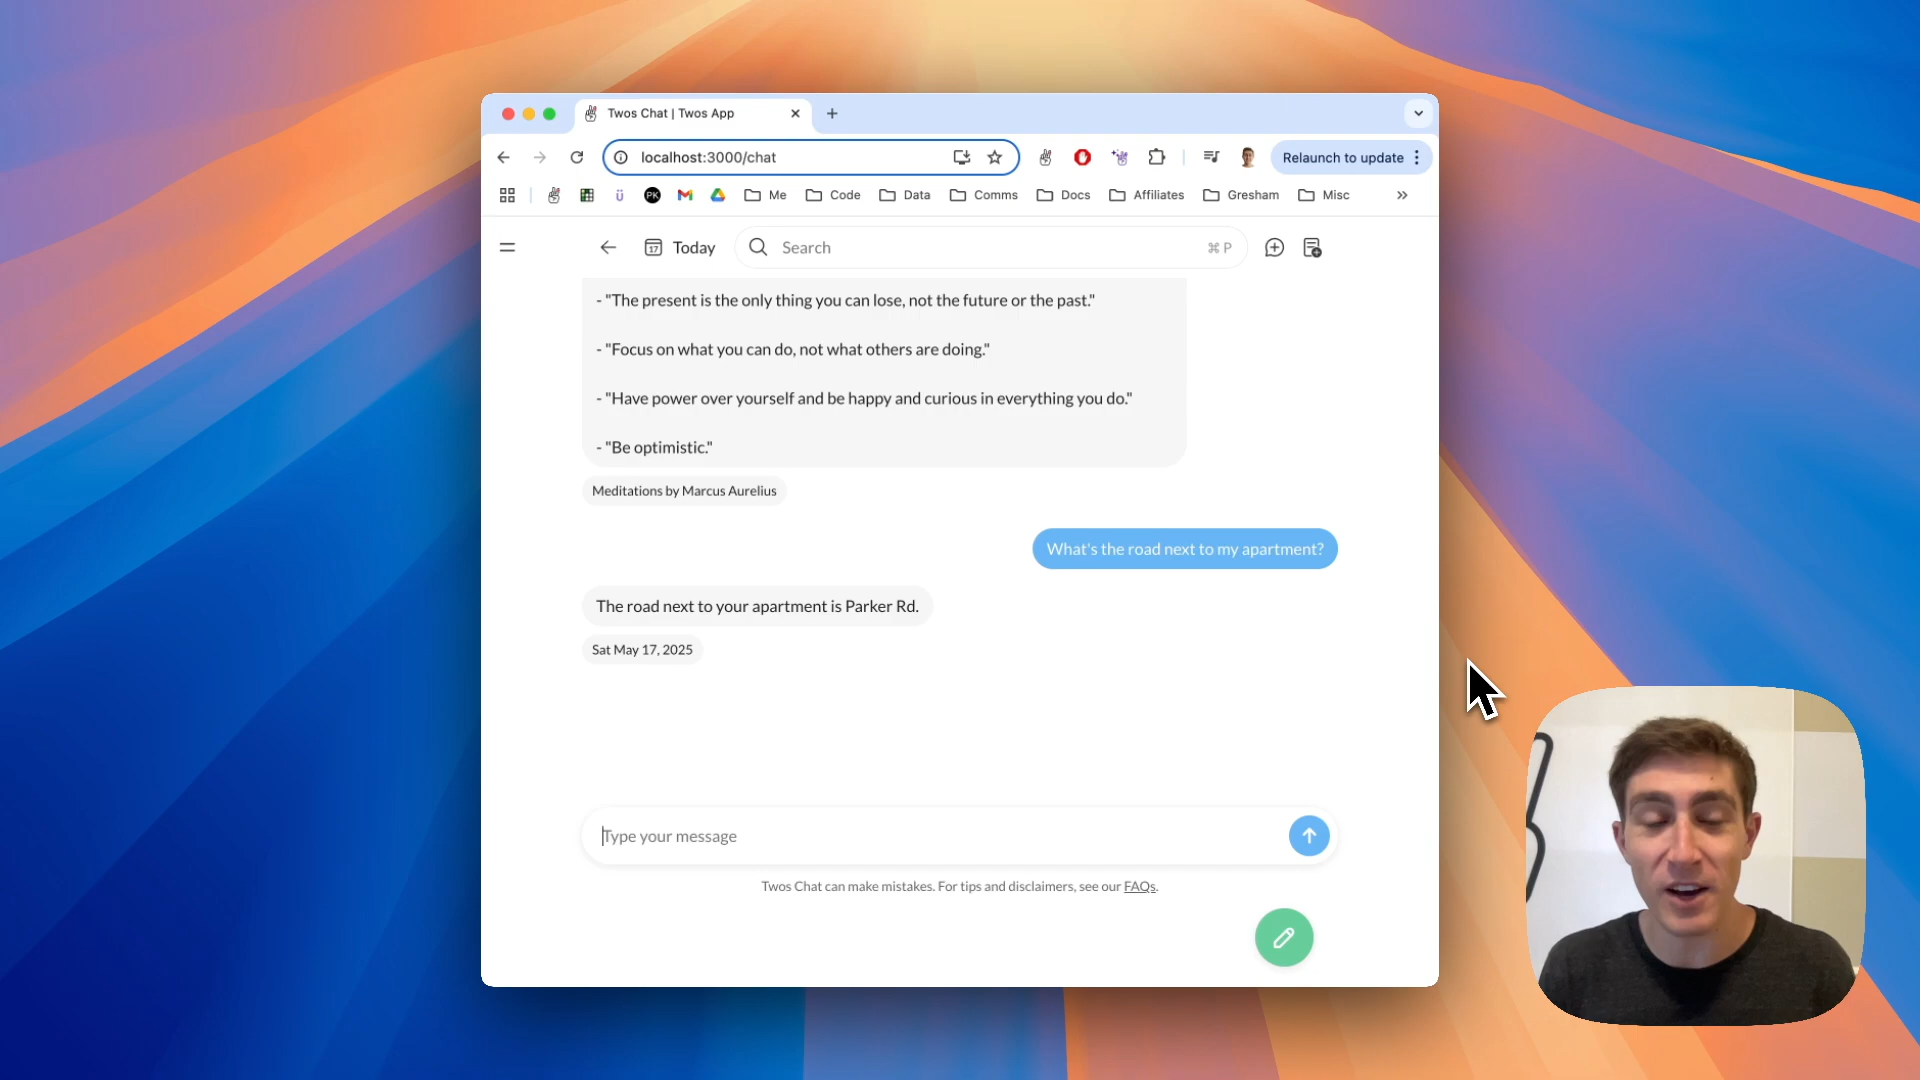 Twos Chat | Twos App
localhost:3000/chat
Relaunch to update
ü
PK
Me
Code
Data
Comms
Docs
Affiliates
Gresham
Misc
17
Today
Search
⌘ P
- "The present is the only thing you can lose, not the future or the past."
- "Focus on what you can do, not what others are doing."
- "Have power over yourself and be happy and curious in everything you do."
- "Be optimistic."
Meditations by Marcus Aurelius
What's the road next to my apartment?
The road next to your apartment is Parker Rd.
Sat May 17, 2025
Type your message
Twos Chat can make mistakes. For tips and disclaimers, see our FAQs.